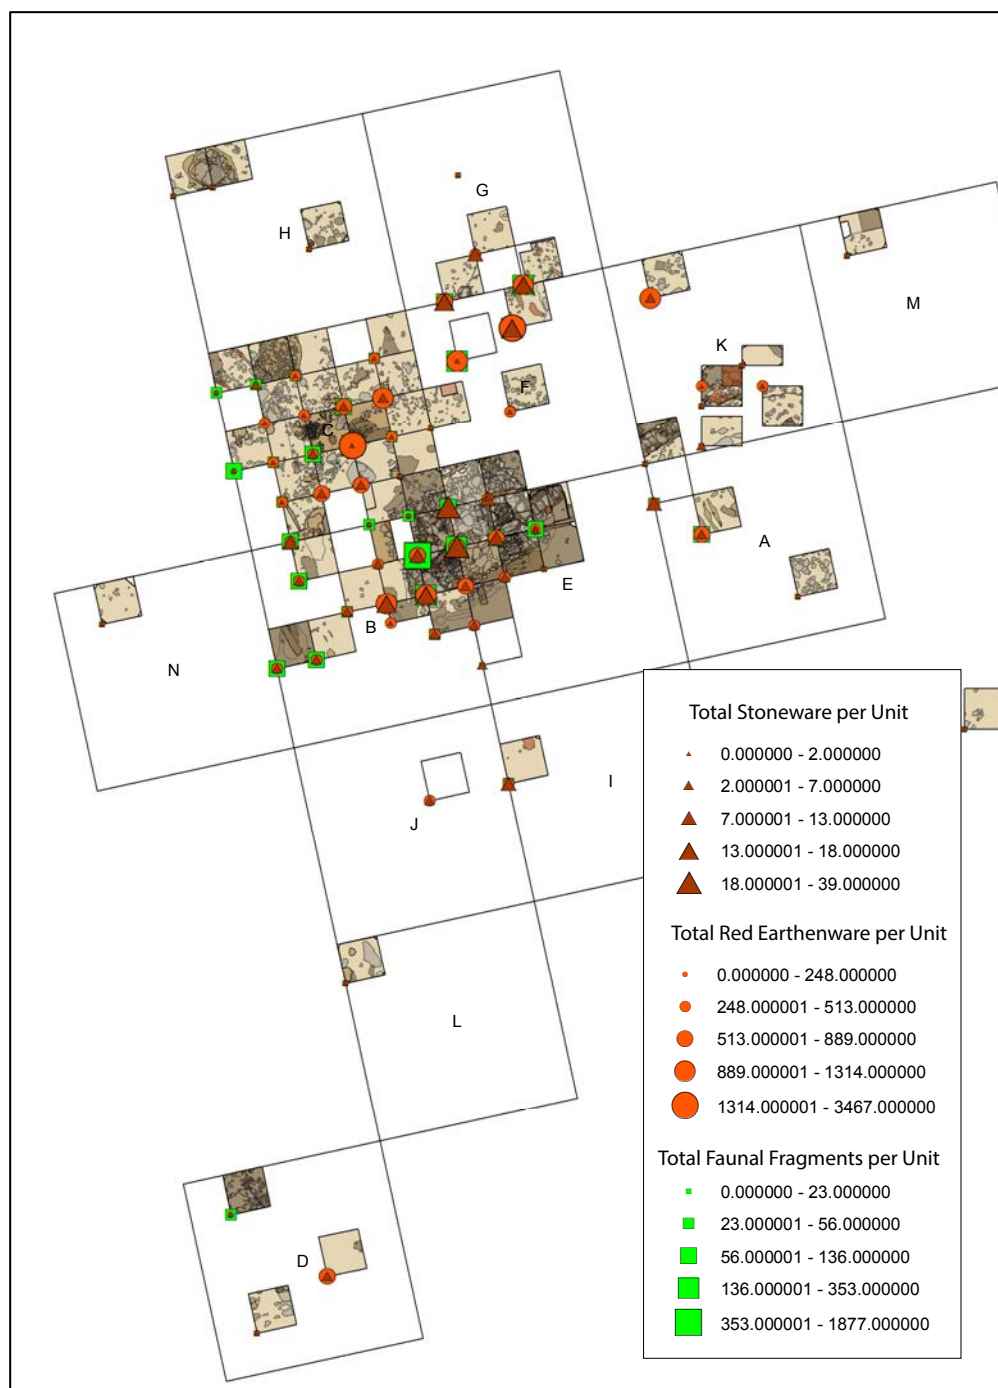 G
H
M
K
F
C
A
E
B
N
I
J
L
D
Total Stoneware per Unit
0.000000 - 2.000000
2.000001 - 7.000000
7.000001 - 13.000000
13.000001 - 18.000000
18.000001 - 39.000000
Total Red Earthenware per Unit
0.000000 - 248.000000
248.000001 - 513.000000
513.000001 - 889.000000
889.000001 - 1314.000000
1314.000001 - 3467.000000
Total Faunal Fragments per Unit
0.000000 - 23.000000
23.000001 - 56.000000
56.000001 - 136.000000
136.000001 - 353.000000
353.000001 - 1877.000000